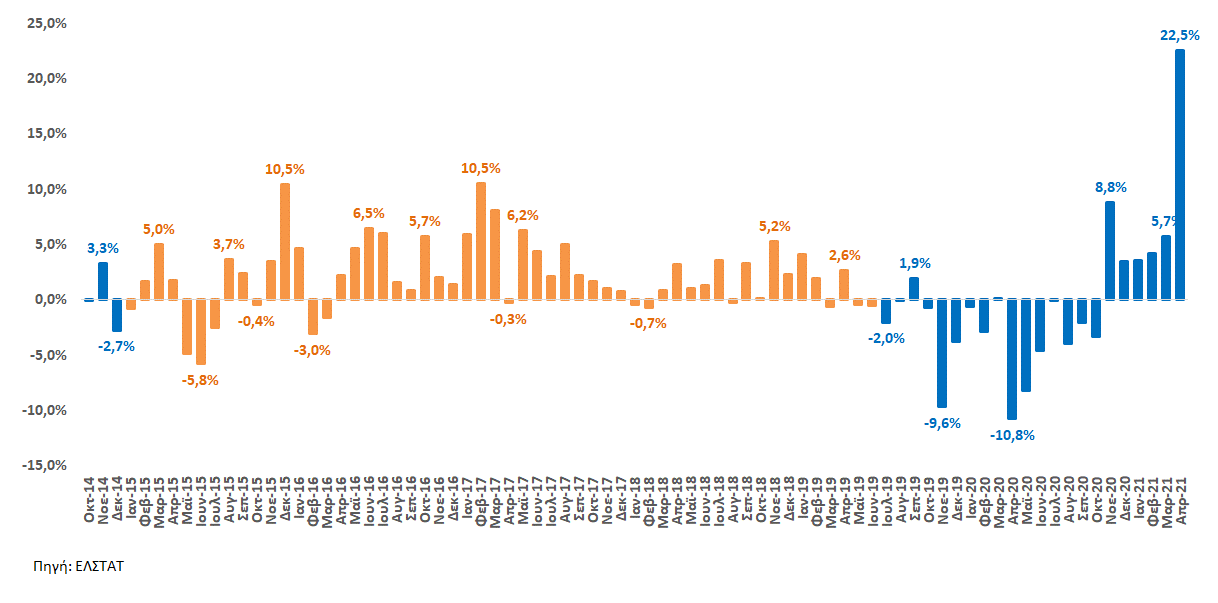 25,0%
20,0%
15,0%
10,0%
5,0%
0,0%
-5,0%
-10,0%
-15,0%
3,3%
-2,7%
5,0%
-5,8%
3,7%
-0,4%
10,5%
-3,0%
6,5%
5,7%
10,5%
-0,3%
6,2%
-0,7%
5,2%
2,6%
-2,0%
1,9%
-9,6%
-10,8%
8,8%
5,7%
22,5%
Οκτ-14
Νοε-14
Δεκ-14
Ιαν-15
Φεβ-15
Μαρ-15
Απρ-15
Μαϊ-15
Ιουν-15
Ιουλ-15
Αυγ-15
Σεπ-15
Οκτ-15
Νοε-15
Δεκ-15
Ιαν-16
Φεβ-16
Μαρ-16
Απρ-16
Μαϊ-16
Ιουν-16
Ιουλ-16
Αυγ-16
Σεπ-16
Οκτ-16
Νοε-16
Δεκ-16
Ιαν-17
Φεβ-17
Μαρ-17
Απρ-17
Μαϊ-17
Ιουν-17
Ιουλ-17
Αυγ-17
Σεπ-17
Οκτ-17
Νοε-17
Δεκ-17
Ιαν-18
Φεβ-18
Μαρ-18
Απρ-18
Μαϊ-18
Ιουν-18
Ιουλ-18
Αυγ-18
Σεπ-18
Οκτ-18
Νοε-18
Δεκ-18
Ιαν-19
Φεβ-19
Μαρ-19
Απρ-19
Μαϊ-19
Ιουν-19
Ιουλ-19
Αυγ-19
Σεπ-19
Οκτ-19
Νοε-19
Δεκ-19
Ιαν-20
Φεβ-20
Μαρ-20
Απρ-20
Μαϊ-20
Ιουν-20
Ιουλ-20
Αυγ-20
Σεπ-20
Οκτ-20
Νοε-20
Δεκ-20
Ιαν-21
Φεβ-21
Μαρ-21
Απρ-21
Πηγή: ΕΛΣΤΑΤ